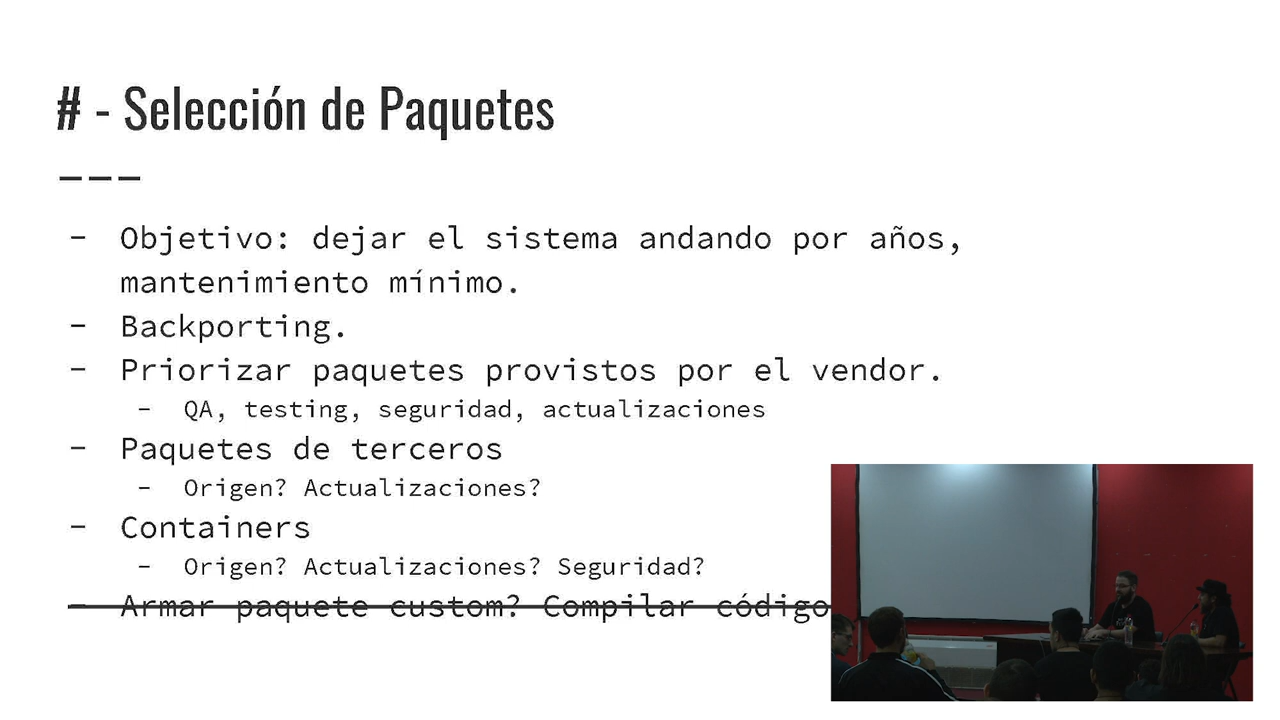 # - Selección de Paquetes
- Objetivo: dejar el sistema andando por años,
mantenimiento mínimo.
- Backporting.
- Priorizar paquetes provistos por el vendor.
- QA, testing, seguridad, actualizaciones
- Paquetes de terceros
- Origen? Actualizaciones?
- Containers
- Origen? Actualizaciones? Seguridad?
- Armar paquete custom? Compilar código